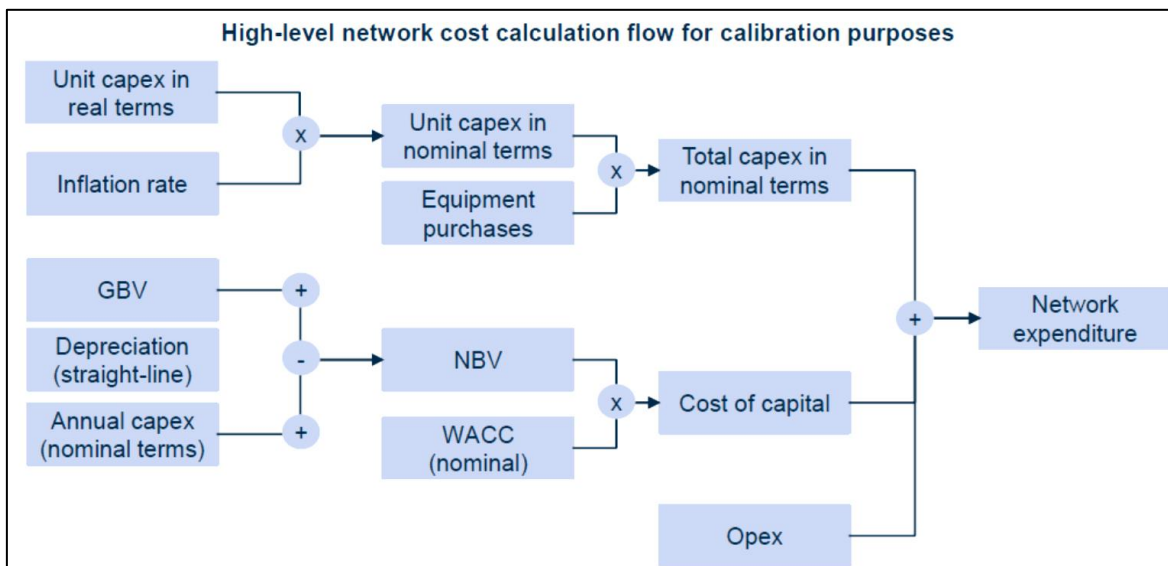 High-level network cost calculation flow for calibration purposes
Unit capex in
real terms
x
Inflation rate
Unit capex in
nominal terms
x
Equipment
purchases
Total capex in
nominal terms
GBV
+
Depreciation
(straight-line)
-
Annual capex
(nominal terms)
+
NBV
x
WACC
(nominal)
Cost of capital
Opex
+
Network
expenditure